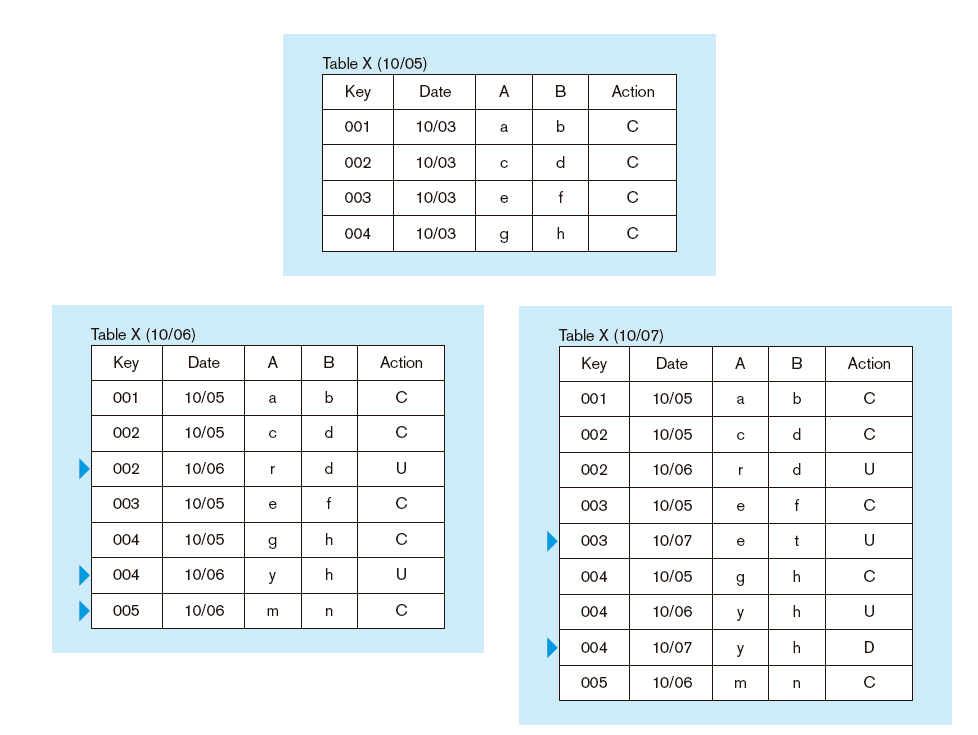 Table X (10/05)
Key Date A B Action
001 10/03 a b C
002 10/03 c d C
003 10/03 e f C
004 10/03 g h C
Table X (10/06)
Key Date A B Action
001 10/05 a b C
002 10/05 c d C
002 10/06 r d U
003 10/05 e f C
004 10/05 g h C
004 10/06 y h U
005 10/06 m n C
Table X (10/07)
Key Date A B Action
001 10/05 a b C
002 10/05 c d C
002 10/06 r d U
003 10/05 e f C
003 10/07 e t U
004 10/05 g h C
004 10/06 y h U
004 10/07 y h D
005 10/06 m n C